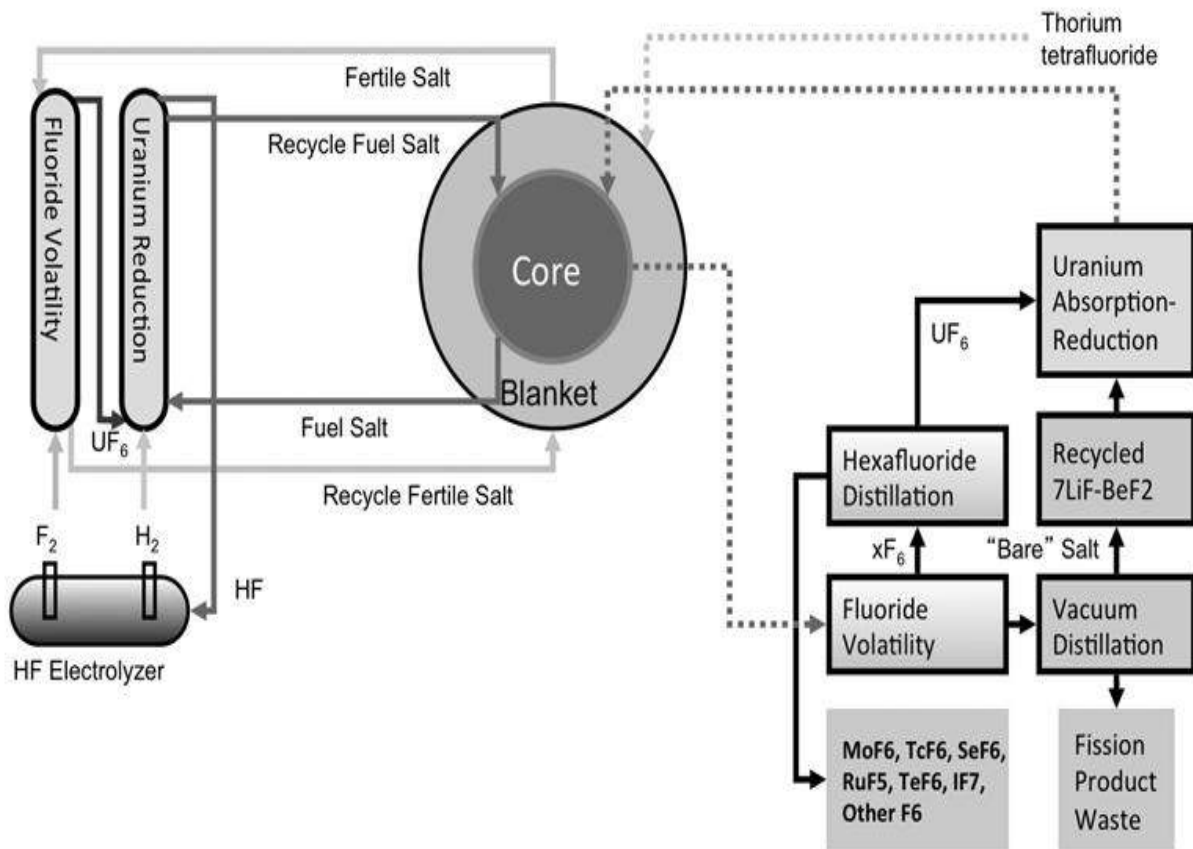 Thorium
tetrafluoride
Fertile Salt
Fluoride Volatility
Uranium Reduction
Recycle Fuel Salt
Core
Blanket
Fuel Salt
UF₆
Recycle Fertile Salt
F₂
H₂
HF
HF Electrolyzer
Uranium
Absorption-
Reduction
UF₆
Hexafluoride
Distillation
Recycled
7LiF-BeF2
xF₆
“Bare” Salt
Fluoride
Volatility
Vacuum
Distillation
MoF6, TcF6, SeF6,
RuF5, TeF6, IF7,
Other F6
Fission
Product
Waste